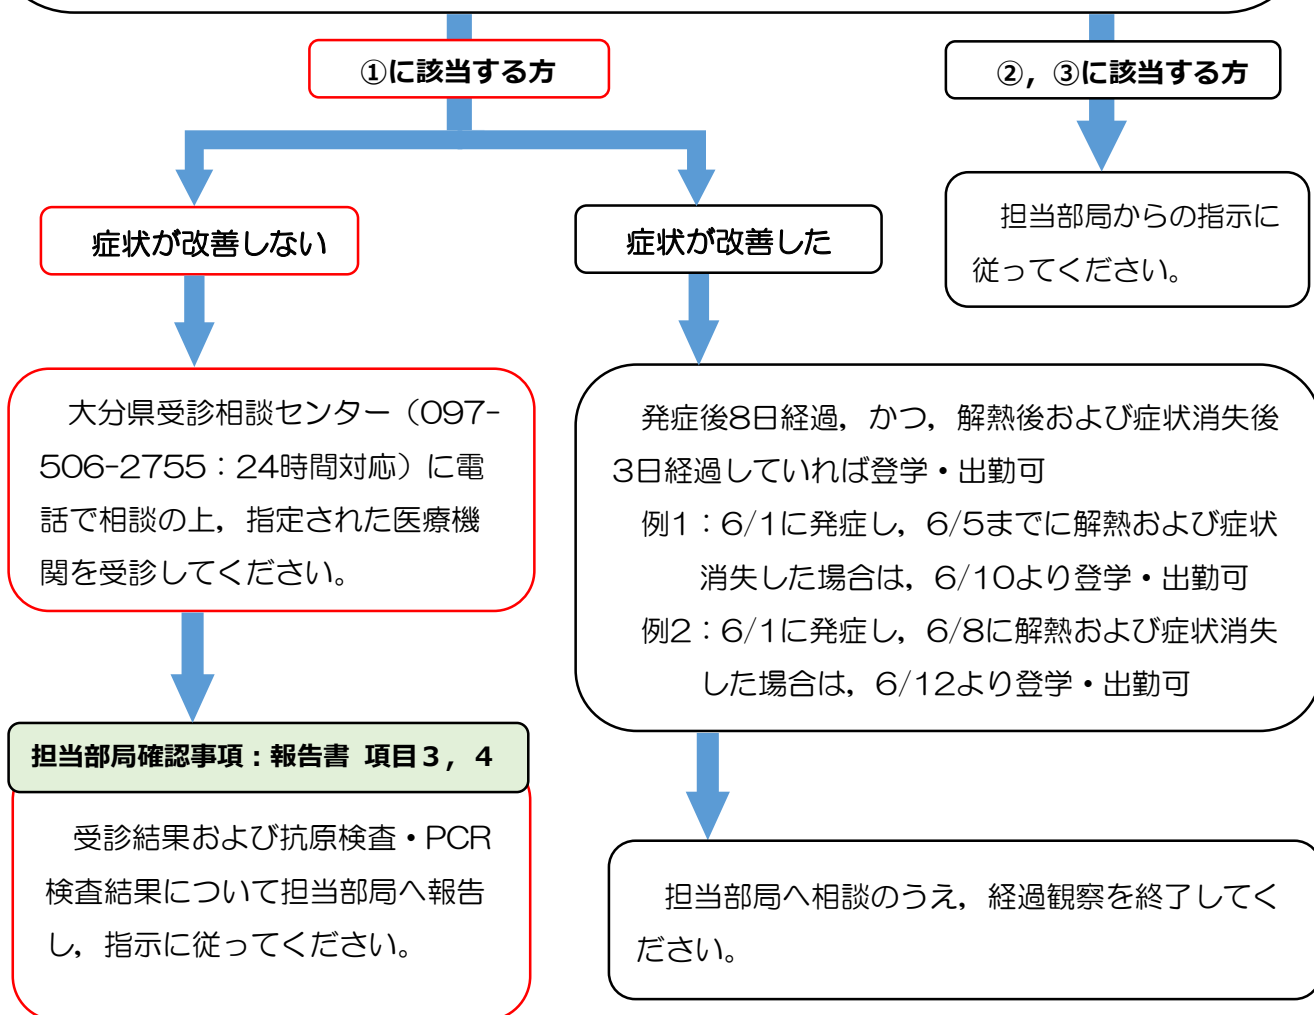 ①に該当する方
②，③に該当する方
症状が改善しない
症状が改善した
担当部局からの指示に
従ってください。
大分県受診相談センター（097-
506-2755：24時間対応）に電
話で相談の上，指定された医療機
関を受診してください。
発症後8日経過，かつ，解熱後および症状消失後
3日経過していれば登学・出勤可
例1：6/1に発症し，6/5までに解熱および症状
消失した場合は，6/10より登学・出勤可
例2：6/1に発症し，6/8に解熱および症状消失
した場合は，6/12より登学・出勤可
担当部局確認事項：報告書 項目３，４
受診結果および抗原検査・PCR
検査結果について担当部局へ報告
し，指示に従ってください。
担当部局へ相談のうえ，経過観察を終了してく
ださい。